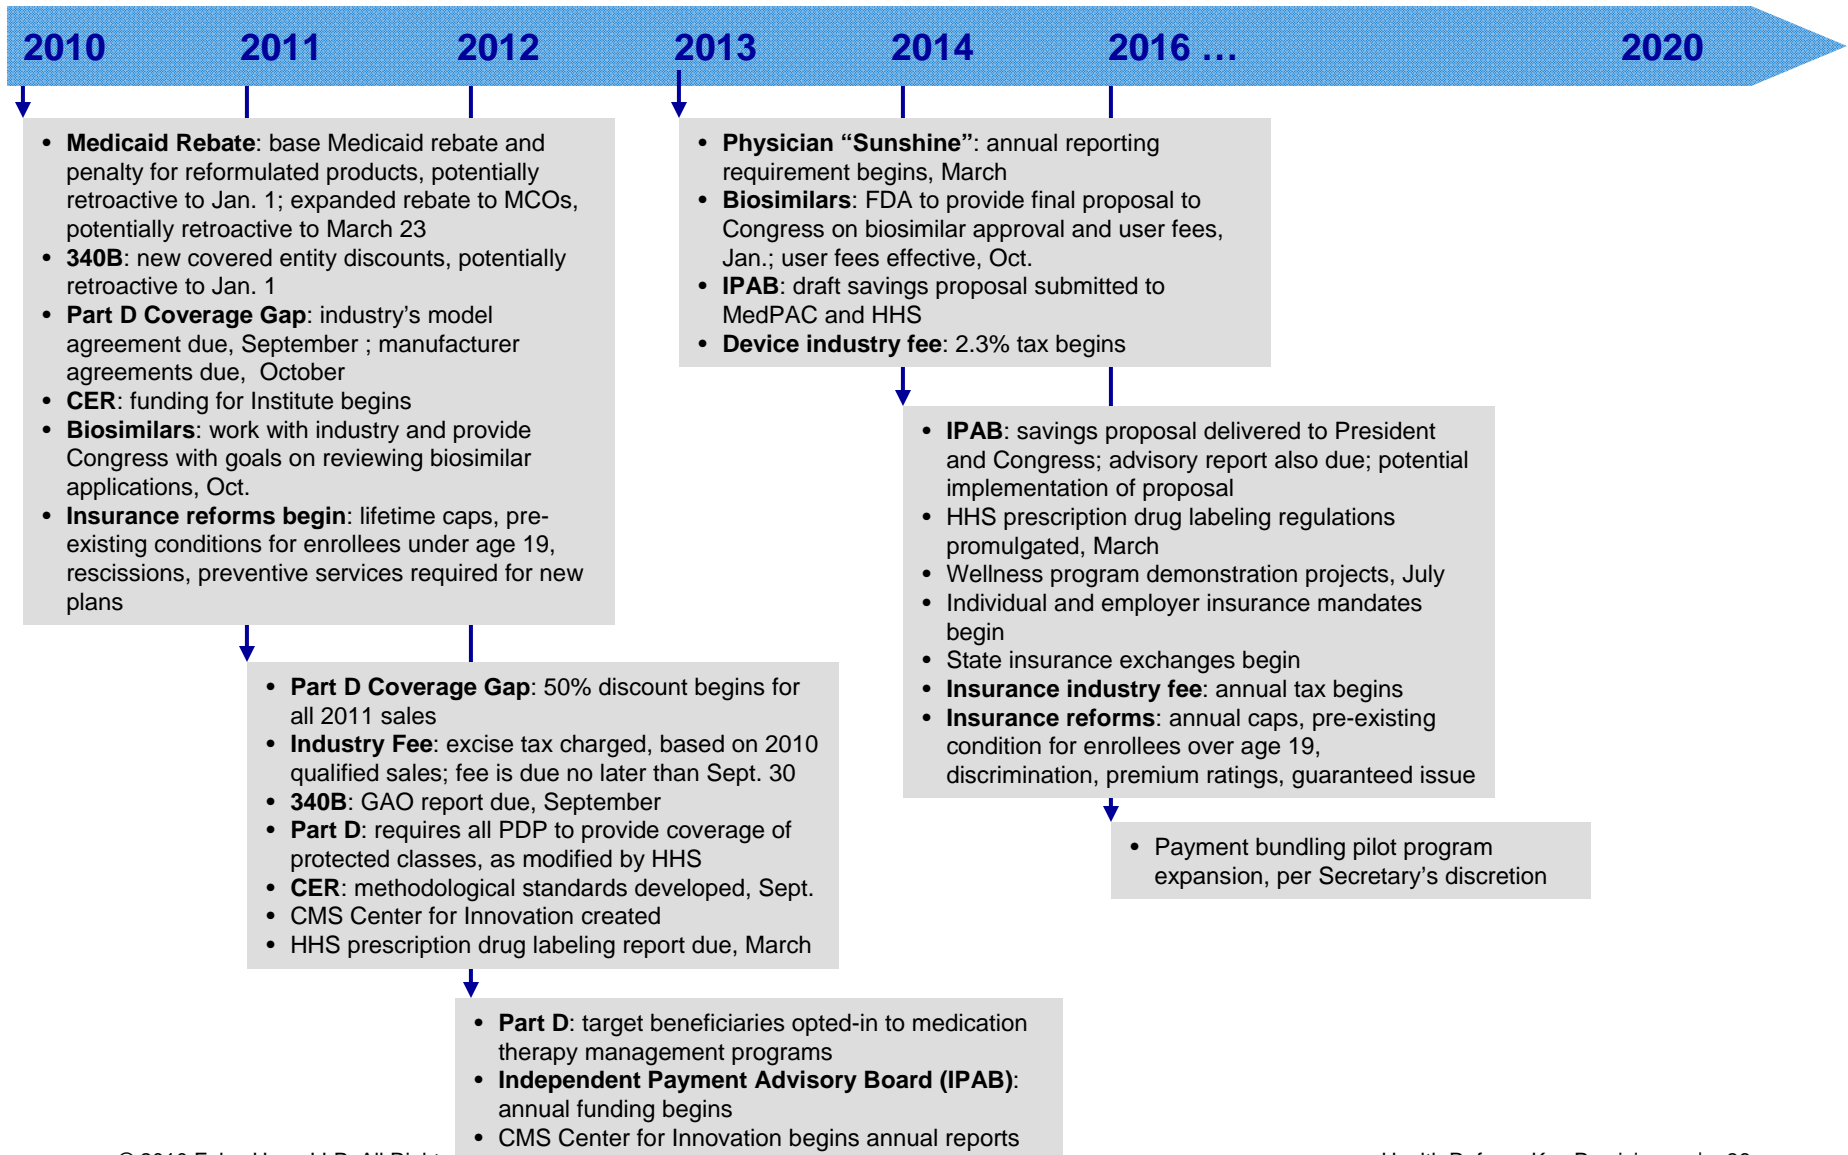 2010 2011 2012 2013 2014 2016 … 2020
• Medicaid Rebate: base Medicaid rebate and
penalty for reformulated products, potentially
retroactive to Jan. 1; expanded rebate to MCOs,
potentially retroactive to March 23
• 340B: new covered entity discounts, potentially
retroactive to Jan. 1
• Part D Coverage Gap: industry’s model
agreement due, September ; manufacturer
agreements due, October
• CER: funding for Institute begins
• Biosimilars: work with industry and provide
Congress with goals on reviewing biosimilar
applications, Oct.
• Insurance reforms begin: lifetime caps, pre-
existing conditions for enrollees under age 19,
rescissions, preventive services required for new
plans
• Part D Coverage Gap: 50% discount begins for
all 2011 sales
• Industry Fee: excise tax charged, based on 2010
qualified sales; fee is due no later than Sept. 30
• 340B: GAO report due, September
• Part D: requires all PDP to provide coverage of
protected classes, as modified by HHS
• CER: methodological standards developed, Sept.
• CMS Center for Innovation created
• HHS prescription drug labeling report due, March
• Part D: target beneficiaries opted-in to medication
therapy management programs
• Independent Payment Advisory Board (IPAB):
annual funding begins
• CMS Center for Innovation begins annual reports
• Physician “Sunshine”: annual reporting
requirement begins, March
• Biosimilars: FDA to provide final proposal to
Congress on biosimilar approval and user fees,
Jan.; user fees effective, Oct.
• IPAB: draft savings proposal submitted to
MedPAC and HHS
• Device industry fee: 2.3% tax begins
• IPAB: savings proposal delivered to President
and Congress; advisory report also due; potential
implementation of proposal
• HHS prescription drug labeling regulations
promulgated, March
• Wellness program demonstration projects, July
• Individual and employer insurance mandates
begin
• State insurance exchanges begin
• Insurance industry fee: annual tax begins
• Insurance reforms: annual caps, pre-existing
condition for enrollees over age 19,
discrimination, premium ratings, guaranteed issue
• Payment bundling pilot program
expansion, per Secretary’s discretion